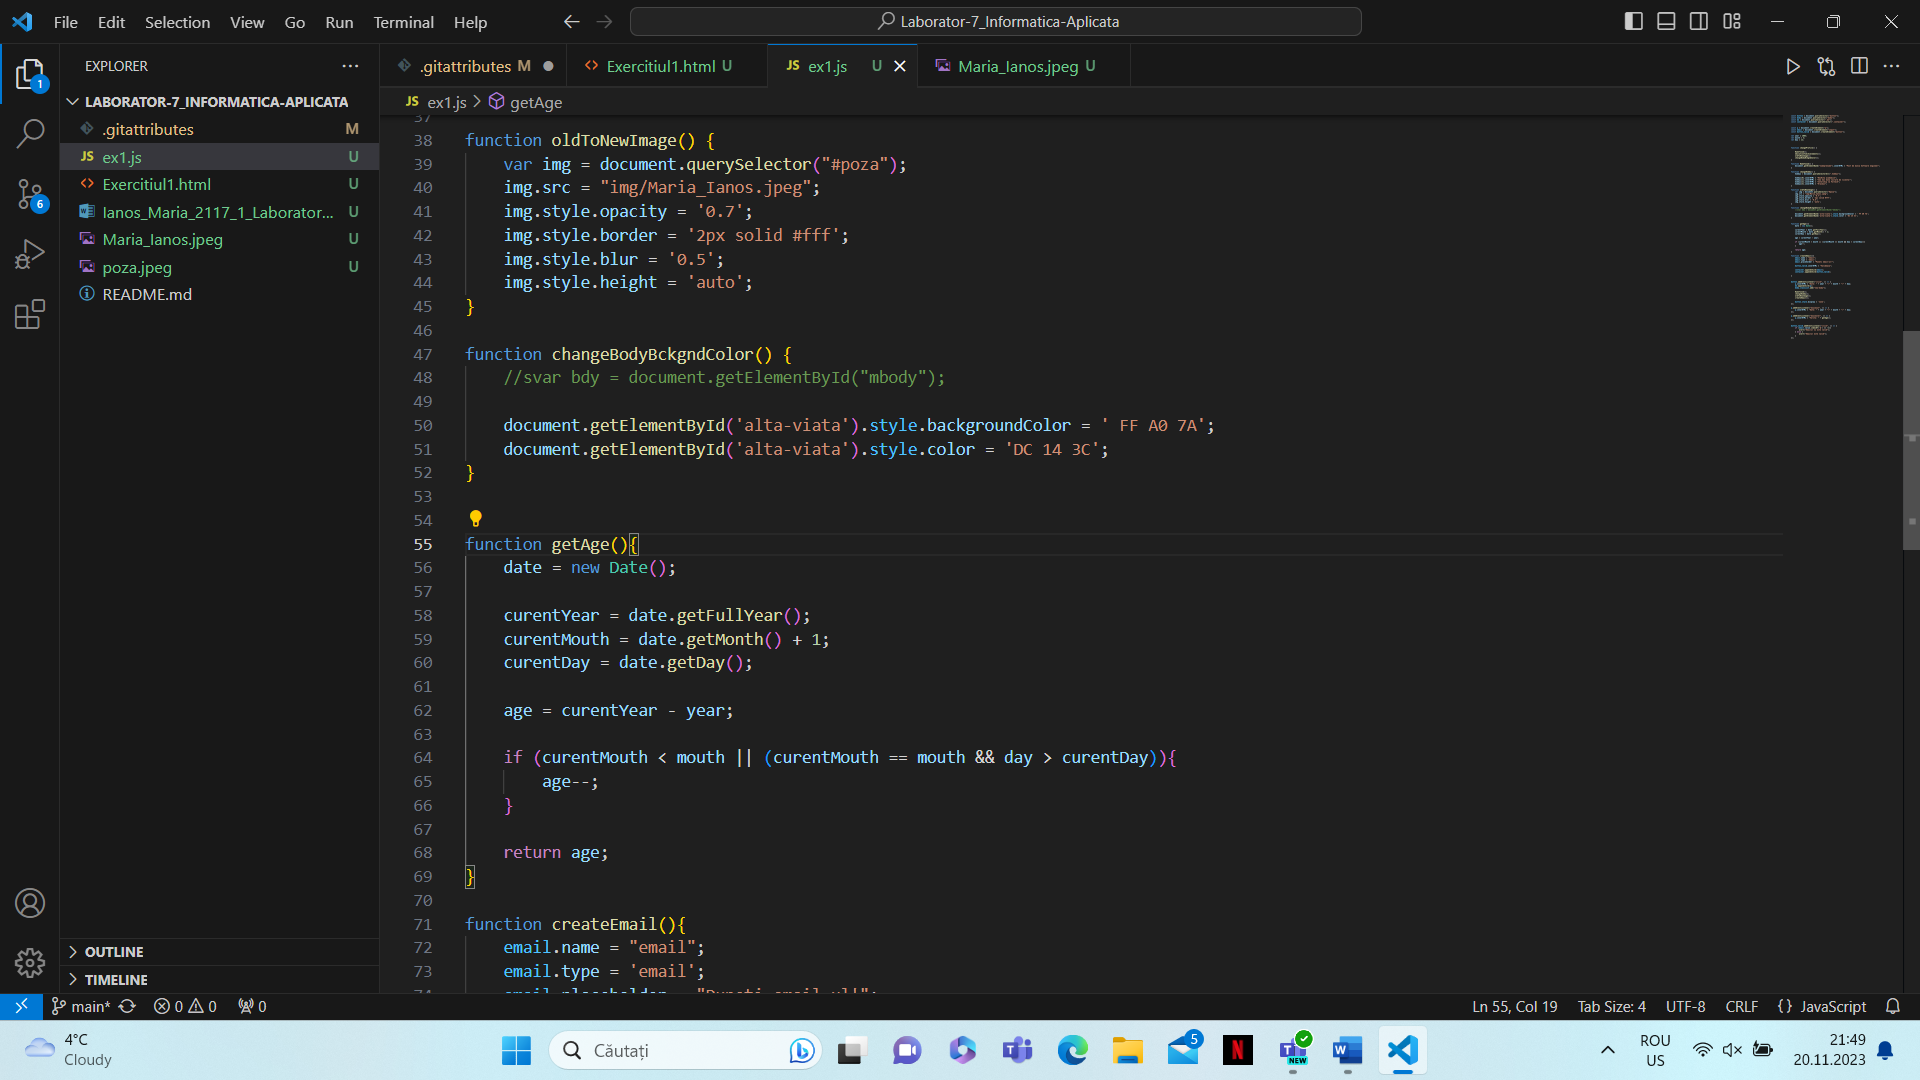 File Edit Selection View Go Run Terminal Help
Laborator-7_Informatica-Aplicata
EXPLORER
.gitattributes M
Exercitiul1.html U
JS ex1.js U
Maria_Ianos.jpeg U
LABORATOR-7_INFORMATICA-APLICATA
.gitattributes M
JS ex1.js U
Exercitiul1.html U
Ianos_Maria_2117_1_Laborator... U
Maria_Ianos.jpeg U
poza.jpeg U
README.md
1
6
OUTLINE
TIMELINE
JS ex1.js > getAge
37
38 function oldToNewImage() {
39 var img = document.querySelector("#poza");
40 img.src = "img/Maria_Ianos.jpeg";
41 img.style.opacity = '0.7';
42 img.style.border = '2px solid #fff';
43 img.style.blur = '0.5';
44 img.style.height = 'auto';
45 }
46
47 function changeBodyBckgndColor() {
48 //svar bdy = document.getElementById("mbody");
49
50 document.getElementById('alta-viata').style.backgroundColor = ' FF A0 7A';
51 document.getElementById('alta-viata').style.color = 'DC 14 3C';
52 }
53
54
55 function getAge(){
56 date = new Date();
57
58 curentYear = date.getFullYear();
59 curentMouth = date.getMonth() + 1;
60 curentDay = date.getDay();
61
62 age = curentYear - year;
63
64 if (curentMouth < mouth || (curentMouth == mouth && day > curentDay)){
65 age--;
66 }
67
68 return age;
69 }
70
71 function createEmail(){
72 email.name = "email";
73 email.type = 'email';
main* 0 0 0
Ln 55, Col 19 Tab Size: 4 UTF-8 CRLF {} JavaScript
4°C
Cloudy
Căutați
5
NEW
ROU
US
21:49
20.11.2023